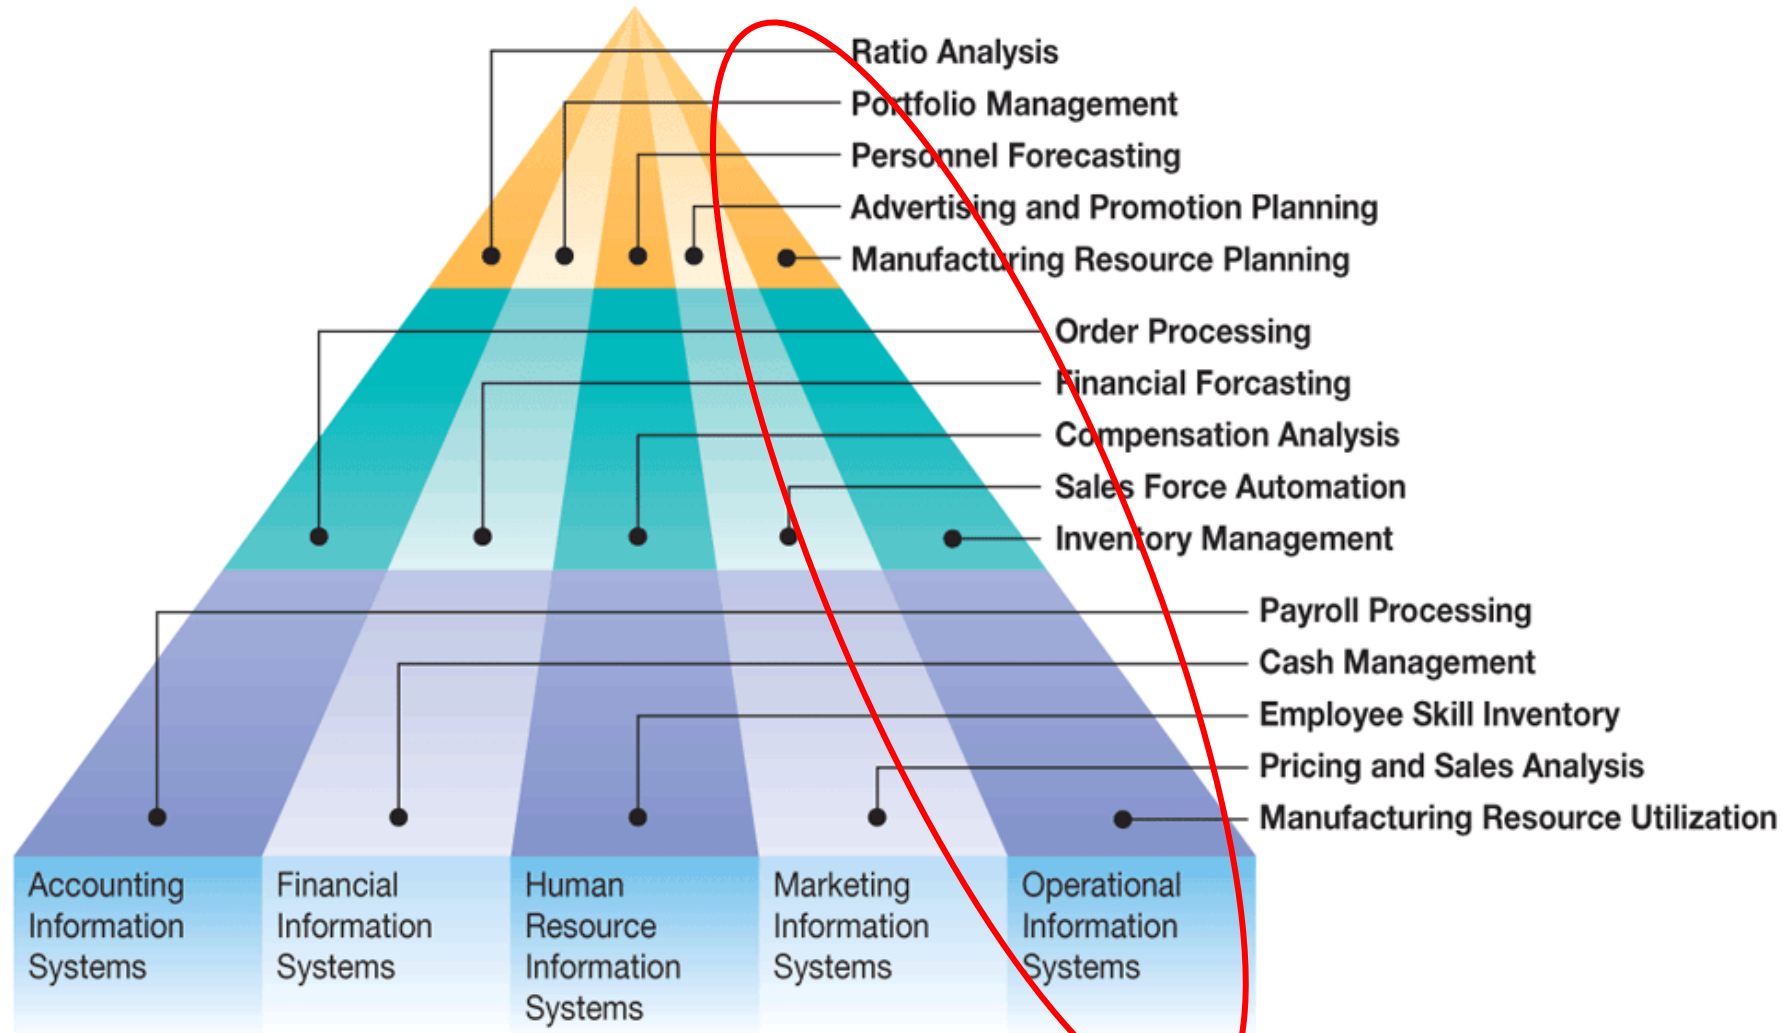 Ratio Analysis
Portfolio Management
Personnel Forecasting
Advertising and Promotion Planning
Manufacturing Resource Planning
Order Processing
Financial Forcasting
Compensation Analysis
Sales Force Automation
Inventory Management
Payroll Processing
Cash Management
Employee Skill Inventory
Pricing and Sales Analysis
Manufacturing Resource Utilization
Accounting
Information
Systems
Financial
Information
Systems
Human
Resource
Information
Systems
Marketing
Information
Systems
Operational
Information
Systems